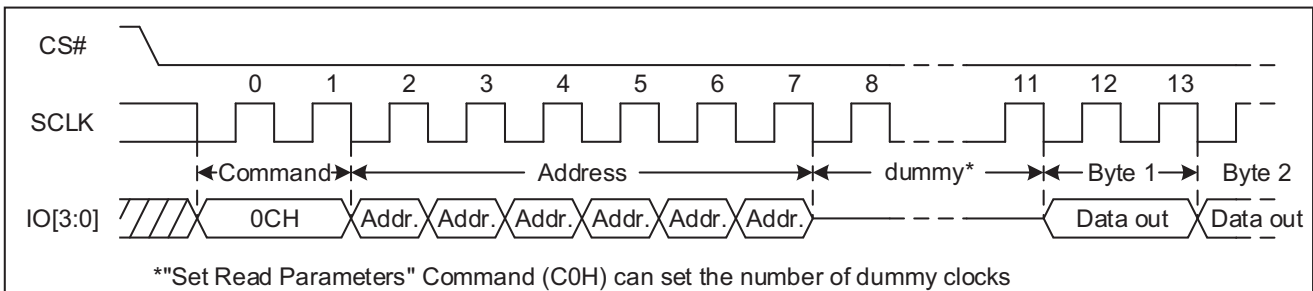 CS#
0 1 2 3 4 5 6 7 8 11 12 13
SCLK
Command Address dummy* Byte 1 Byte 2
IO[3:0] 0CH Addr. Addr. Addr. Addr. Addr. Addr. Data out Data out
*"Set Read Parameters" Command (C0H) can set the number of dummy clocks